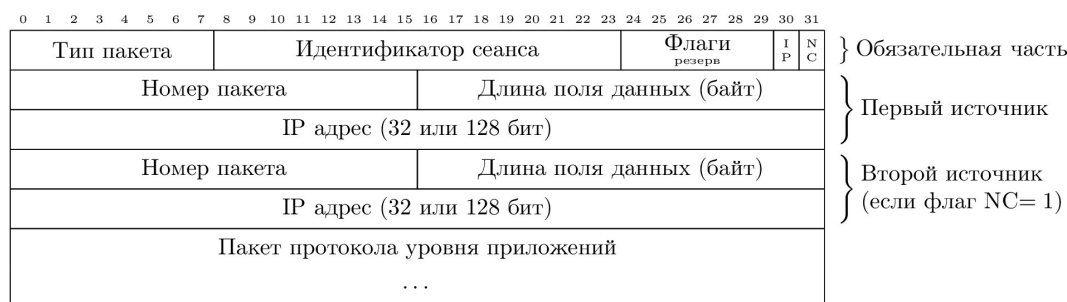 0 1 2 3 4 5 6 7 8 9 10 11 12 13 14 15 16 17 18 19 20 21 22 23 24 25 26 27 28 29 30 31
Тип пакета Идентификатор сеанса Флаги резерв IP NC } Обязательная часть
Номер пакета Длина поля данных (байт)
Первый источник
IP адрес (32 или 128 бит)
Номер пакета Длина поля данных (байт)
Второй источник
(если флаг NC= 1)
IP адрес (32 или 128 бит)
Пакет протокола уровня приложений
...